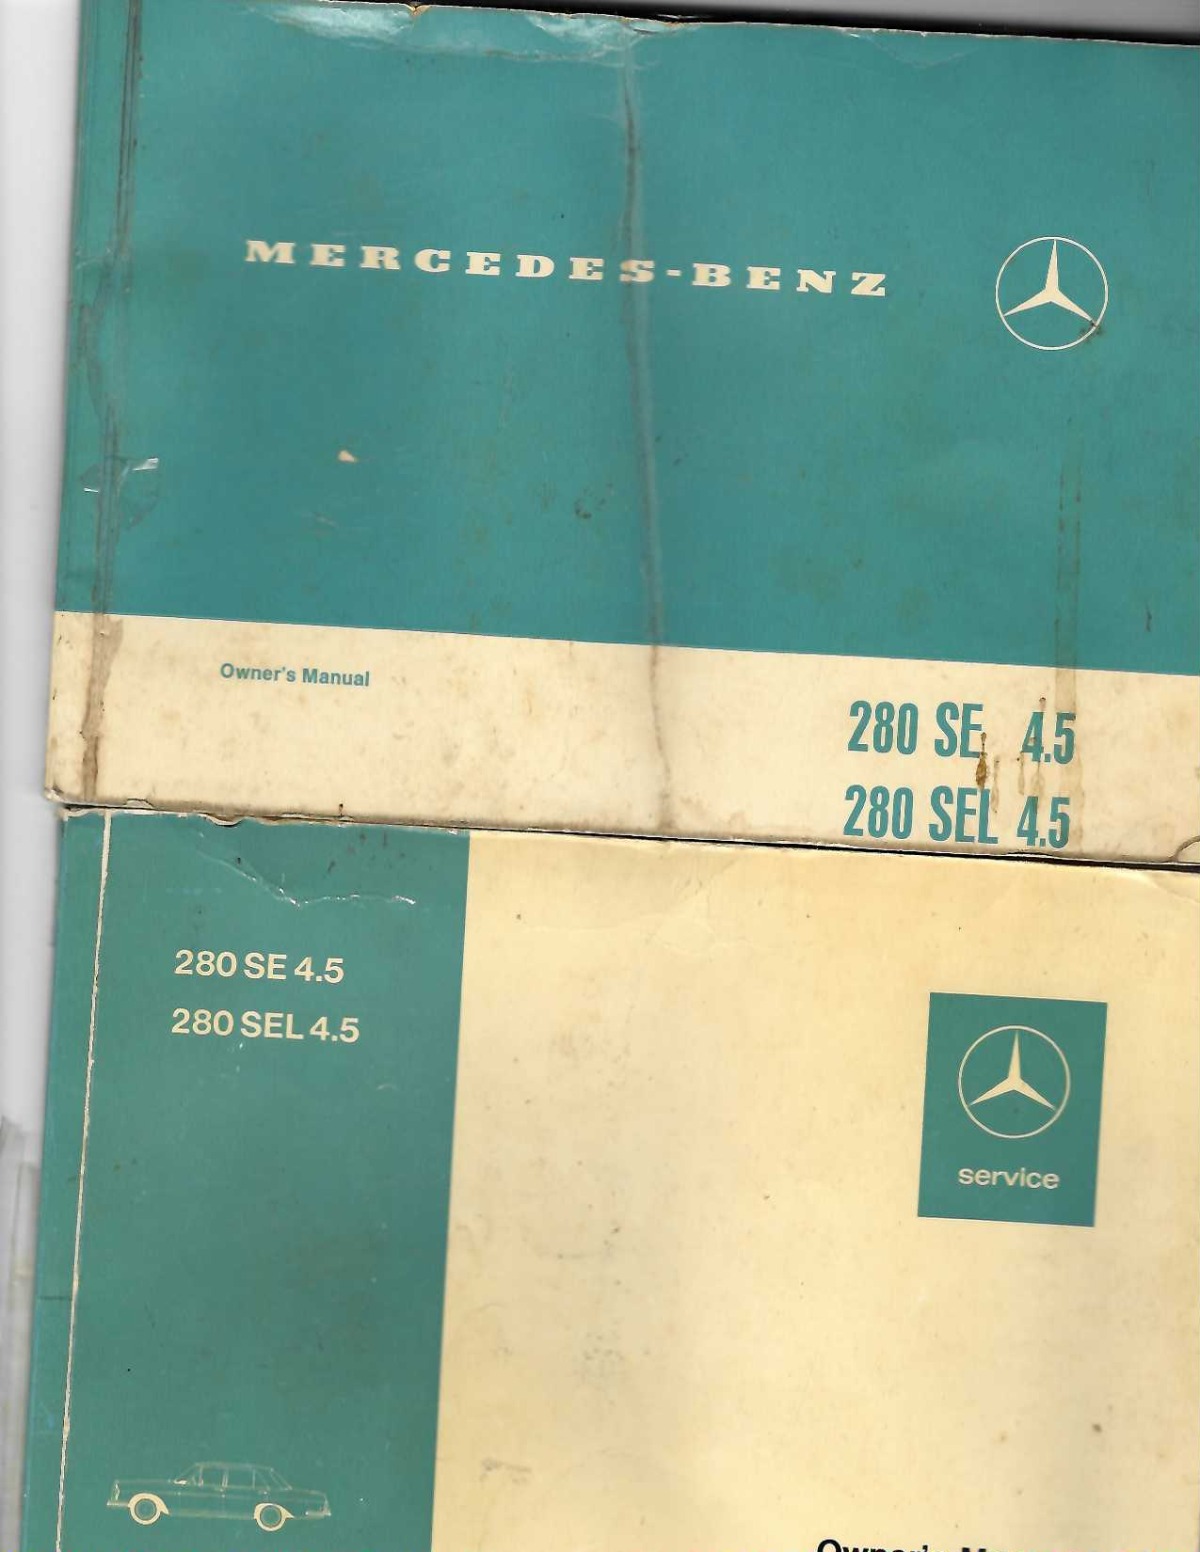 MERCEDES-BENZ
Owner's Manual
280 SE 4.5
280 SEL 4.5
280 SE 4.5
280 SEL 4.5
service
Owner's